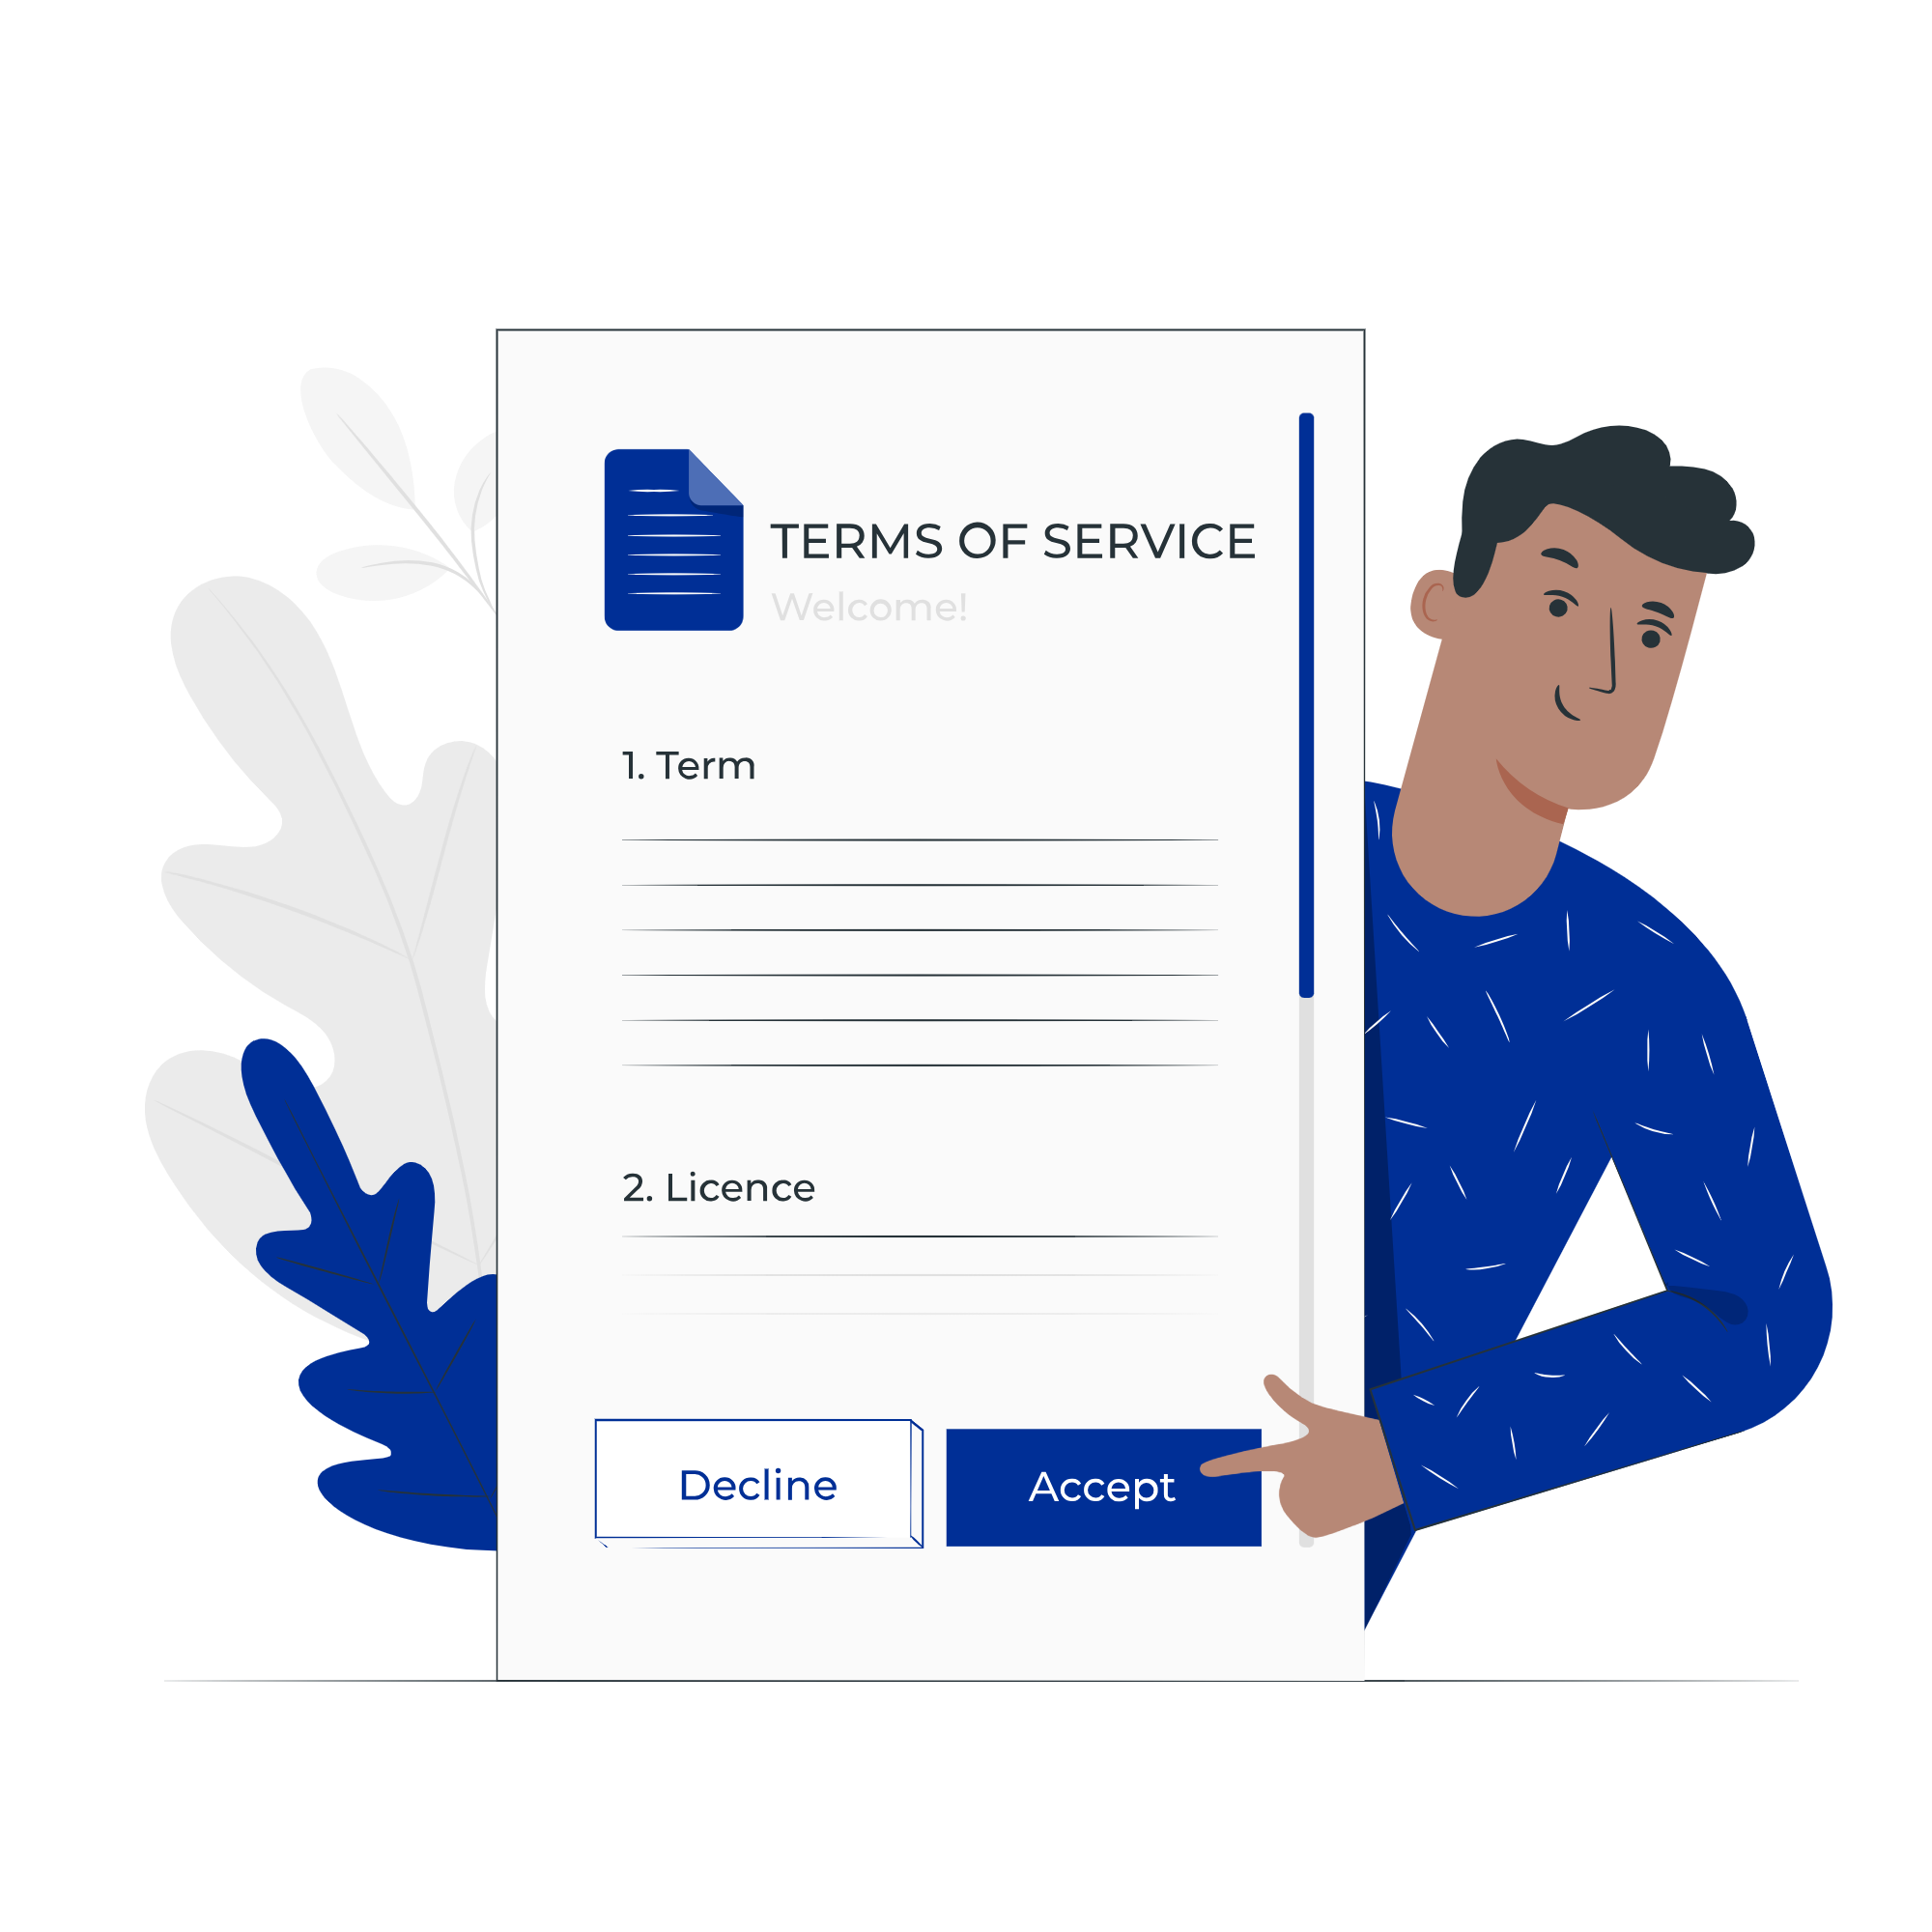 TERMS OF SERVICE
Welcome!
1. Term
2. Licence
Decline
Accept